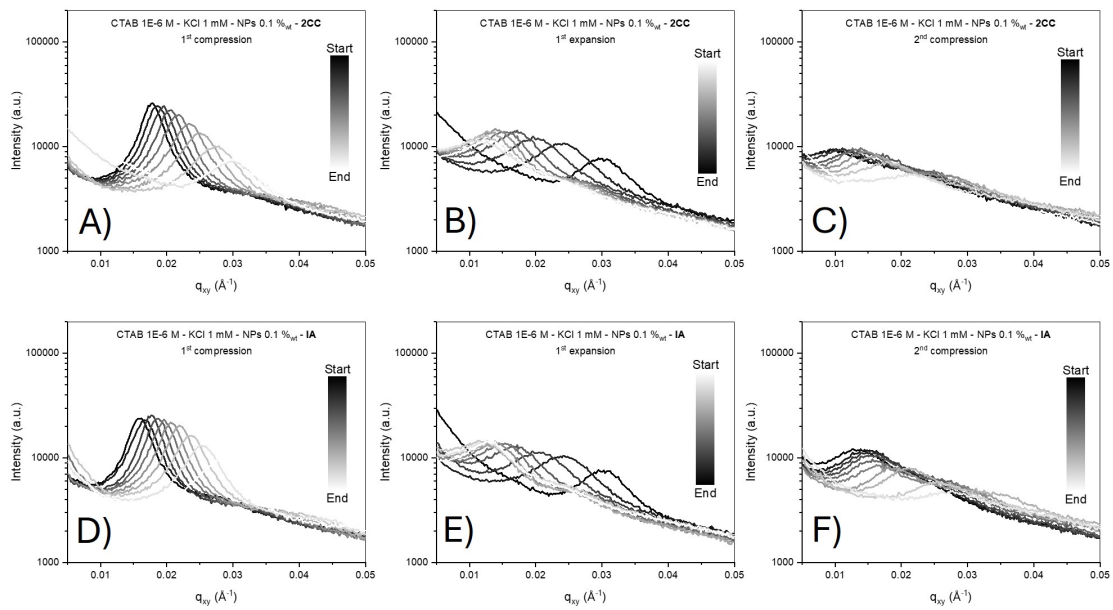 CTAB 1E-6 M - KCl 1 mM - NPs 0.1 %wt - 2CC
1st compression
Start
End
100000
10000
1000
Intensity (a.u.)
A)
0.01 0.02 0.03 0.04 0.05
qxy (Å-1)
CTAB 1E-6 M - KCl 1 mM - NPs 0.1 %wt - 2CC
1st expansion
Start
End
100000
10000
1000
Intensity (a.u.)
B)
0.01 0.02 0.03 0.04 0.05
qxy (Å-1)
CTAB 1E-6 M - KCl 1 mM - NPs 0.1 %wt - 2CC
2nd compression
Start
End
100000
10000
1000
Intensity (a.u.)
C)
0.01 0.02 0.03 0.04 0.05
qxy (Å-1)
CTAB 1E-6 M - KCl 1 mM - NPs 0.1 %wt - IA
1st compression
Start
End
100000
10000
1000
Intensity (a.u.)
D)
0.01 0.02 0.03 0.04 0.05
qxy (Å-1)
CTAB 1E-6 M - KCl 1 mM - NPs 0.1 %wt - IA
1st expansion
Start
End
100000
10000
1000
Intensity (a.u.)
E)
0.01 0.02 0.03 0.04 0.05
qxy (Å-1)
CTAB 1E-6 M - KCl 1 mM - NPs 0.1 %wt - IA
2nd compression
Start
End
100000
10000
1000
Intensity (a.u.)
F)
0.01 0.02 0.03 0.04 0.05
qxy (Å-1)